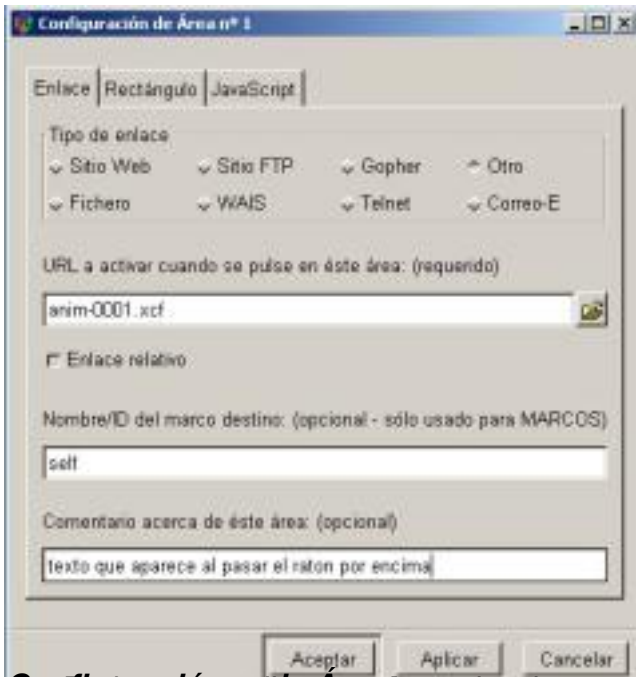 Configuración de Área nº 1
Enlace Rectángulo JavaScript
Tipo de enlace
Sitio Web Sitio FTP Gopher Otro
Fichero WAIS Telnet Correo-E
URL a activar cuando se pulse en éste área: (requerido)
anim-0001.xcf
Enlace relativo
Nombre/ID del marco destino: (opcional - sólo usado para MARCOS)
self
Comentario acerca de éste área: (opcional)
texto que aparece al pasar el raton por encima
Aceptar Aplicar Cancelar